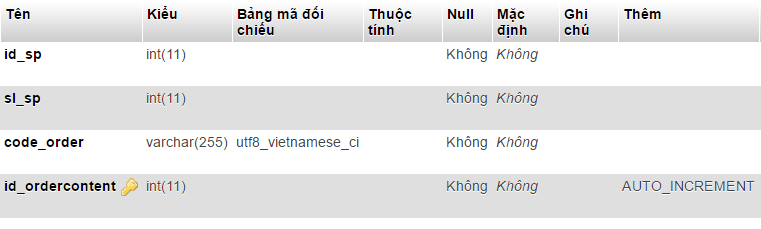 Tên Kiểu Bảng mã đối chiếu Thuộc tính Null Mặc định Ghi chú Thêm
id_sp int(11) Không Không
sl_sp int(11) Không Không
code_order varchar(255) utf8_vietnamese_ci Không Không
id_ordercontent int(11) Không Không AUTO_INCREMENT